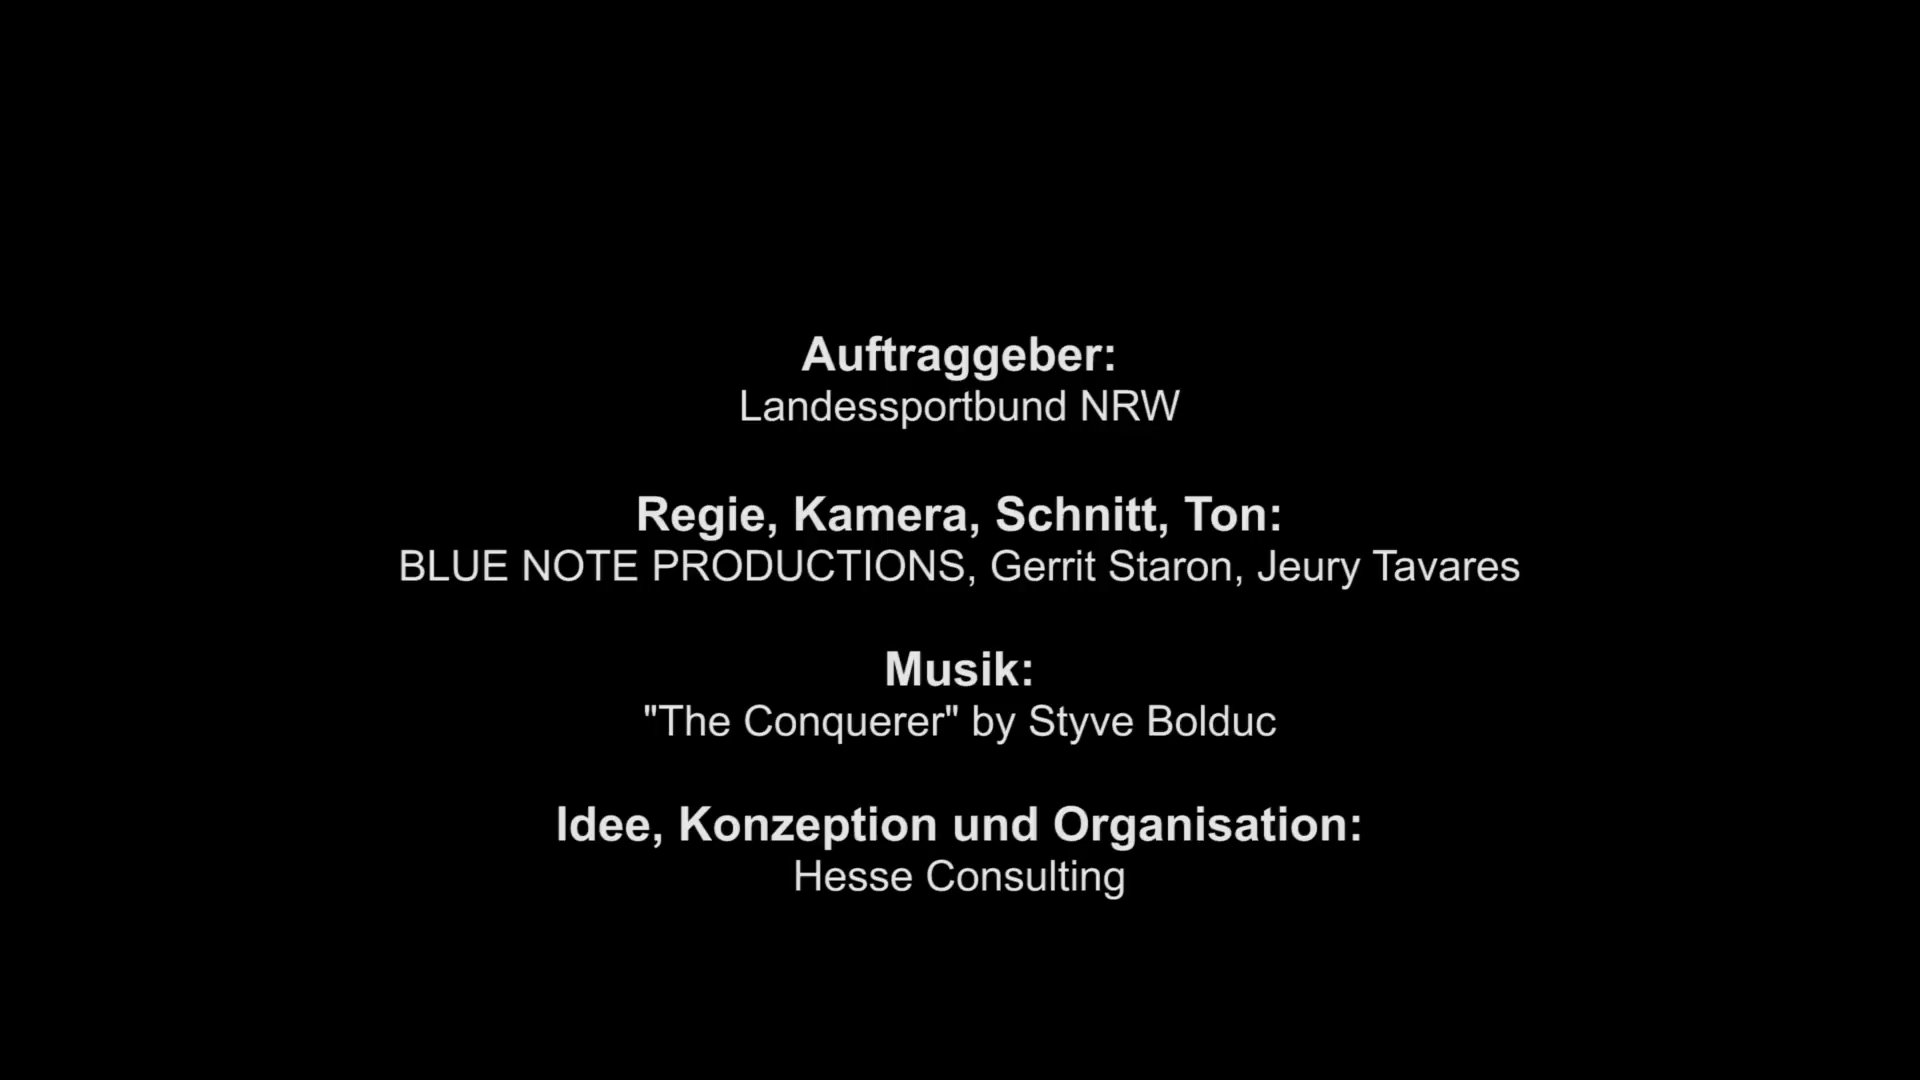 Auftraggeber:
Landessportbund NRW
Regie, Kamera, Schnitt, Ton:
BLUE NOTE PRODUCTIONS, Gerrit Staron, Jeury Tavares
Musik:
"The Conquerer" by Styve Bolduc
Idee, Konzeption und Organisation:
Hesse Consulting